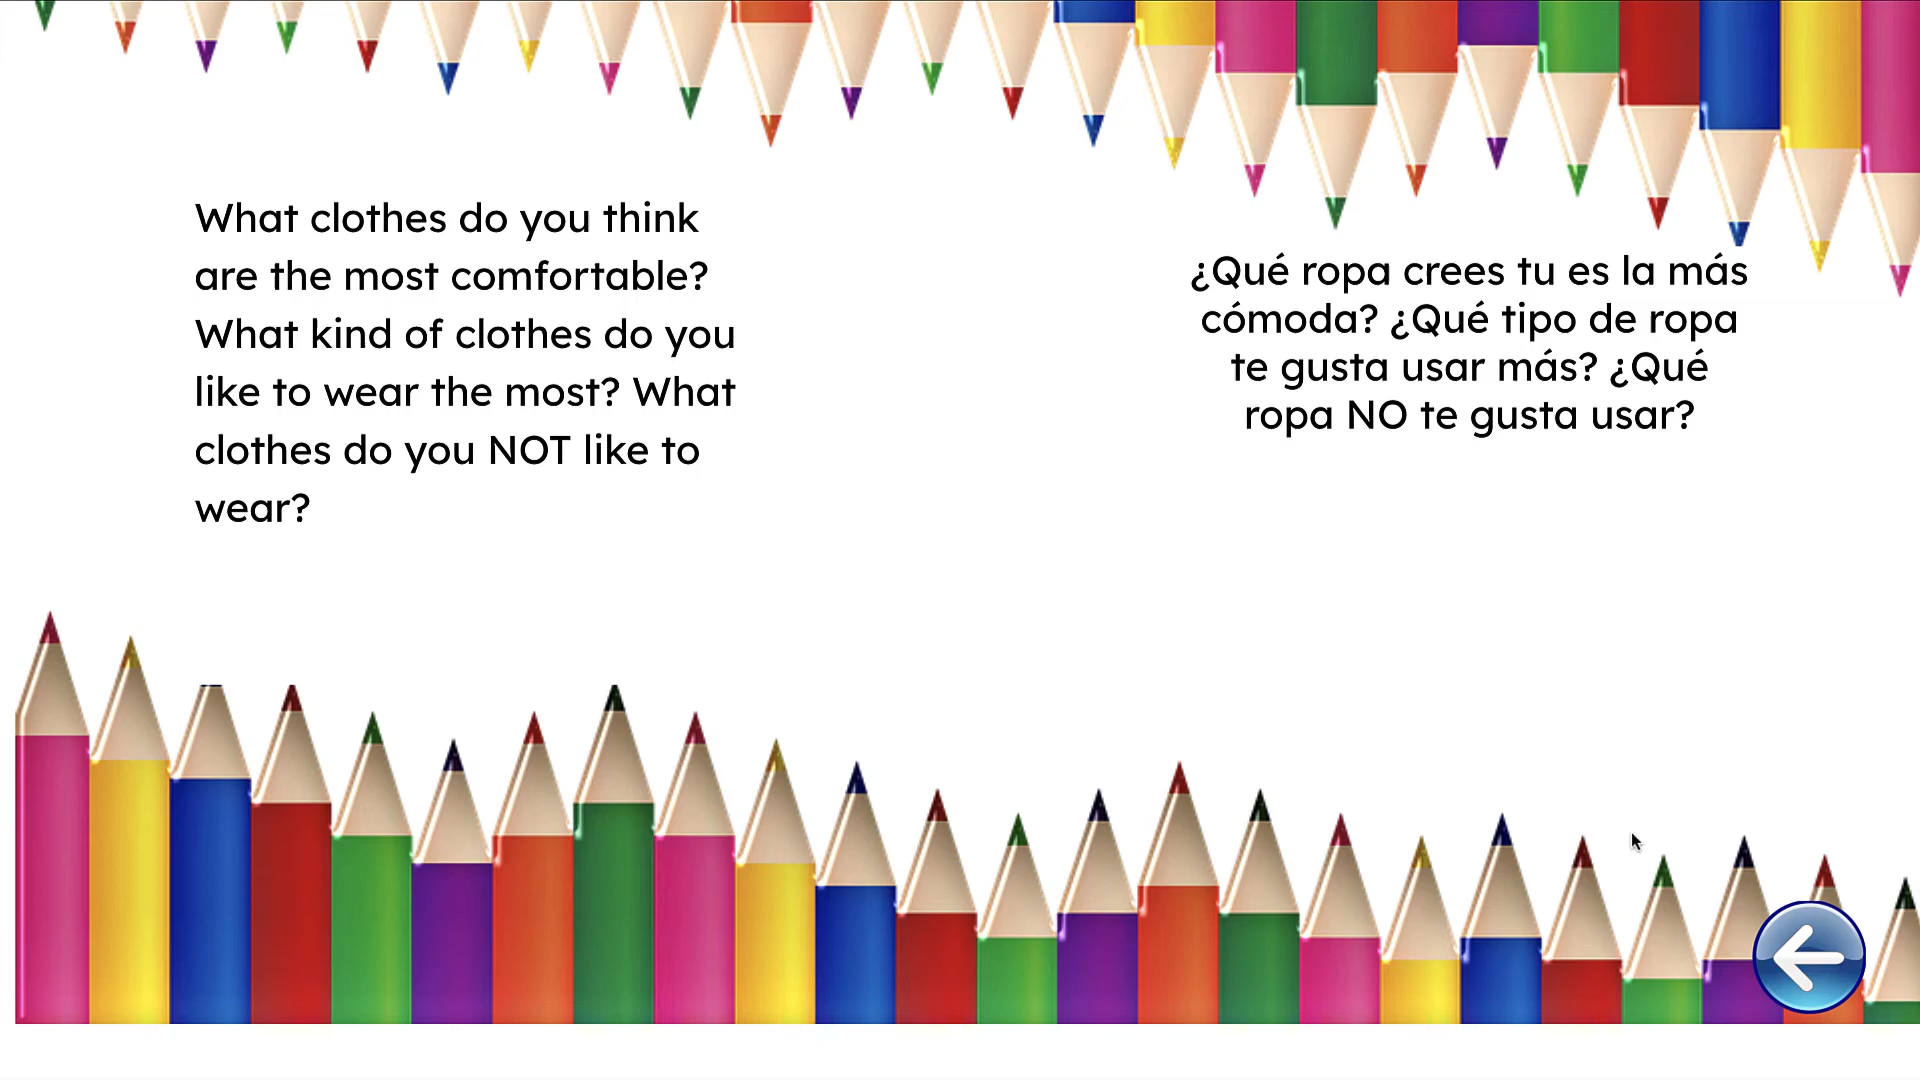 What clothes do you think
are the most comfortable?
What kind of clothes do you
like to wear the most? What
clothes do you NOT like to
wear?
¿Qué ropa crees tu es la más
cómoda? ¿Qué tipo de ropa
te gusta usar más? ¿Qué
ropa NO te gusta usar?